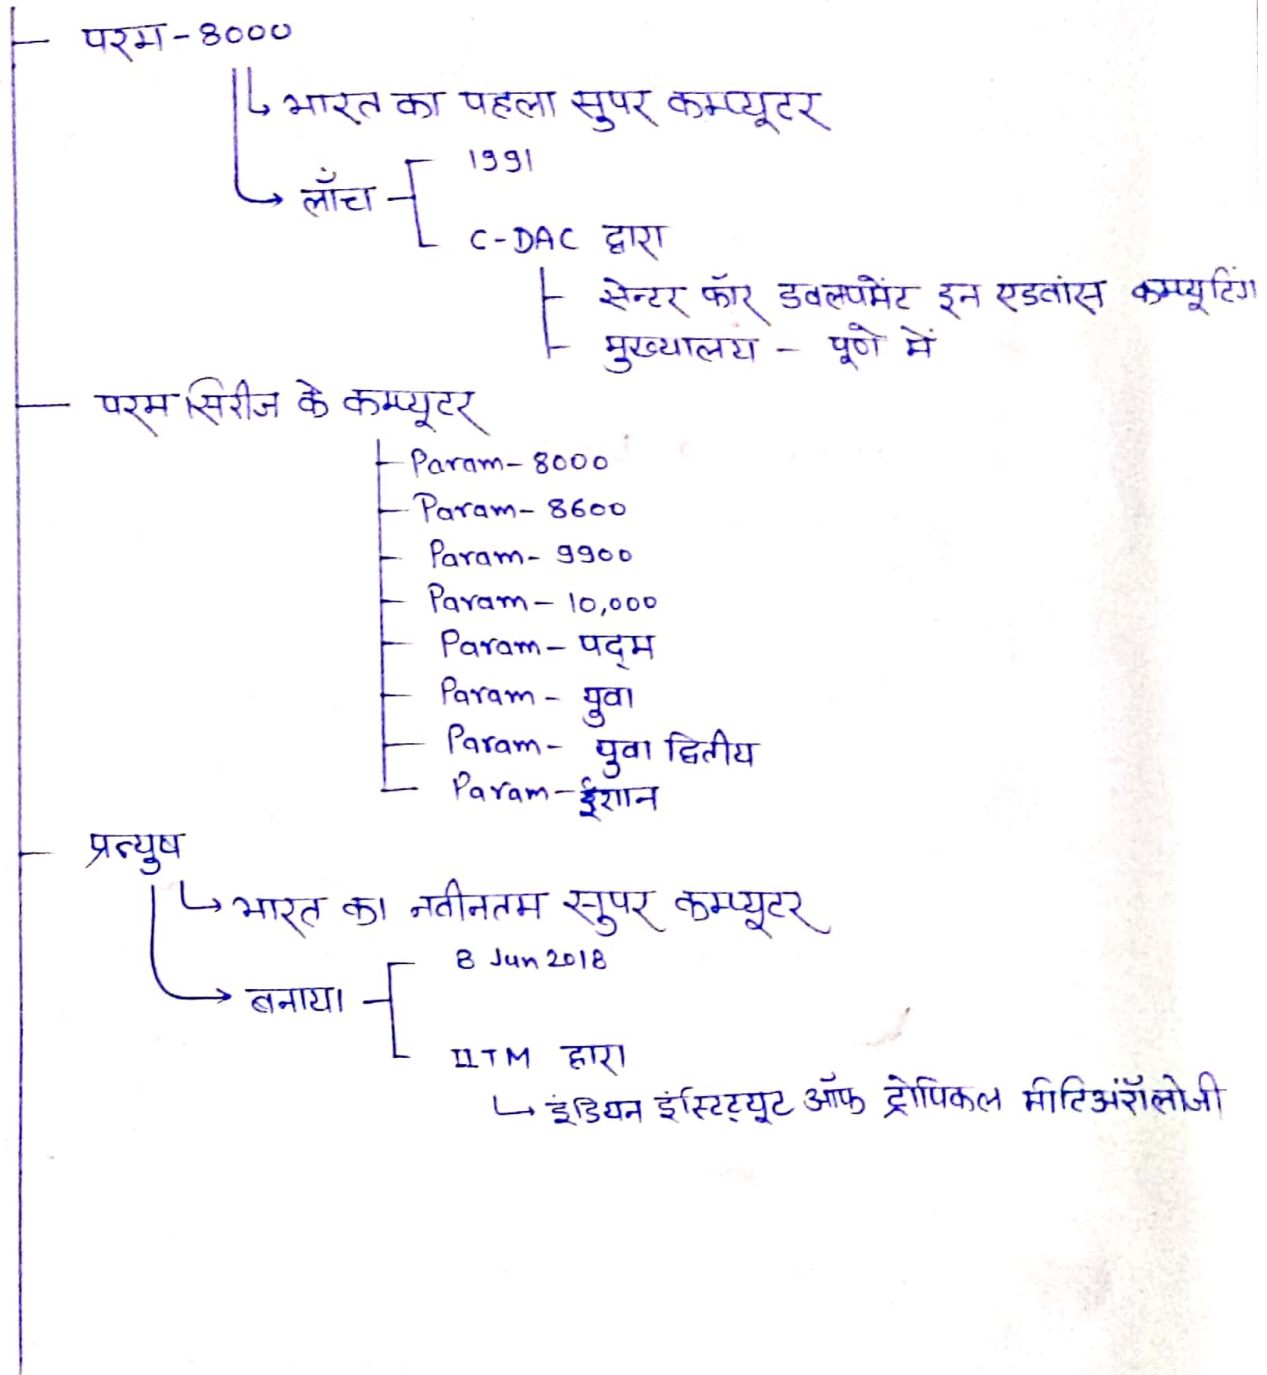 परम - 8000
भारत का पहला सुपर कम्प्यूटर
1991
लॉंच
C-DAC द्वारा
सेन्टर फॉर डवलपमेंट इन एडवांस कम्प्यूटिंग
मुख्यालय - पूणे में
परम सिरीज के कम्प्यूटर
Param - 8000
Param - 8600
Param - 9900
Param - 10,000
Param - पद्म
Param - युवा
Param - युवा द्वितीय
Param - ईशान
प्रत्युष
भारत का नवीनतम सुपर कम्प्यूटर
8 Jun 2018
बनाया
IITM द्वारा
इंडियन इंस्टिट्यूट ऑफ ट्रोपिकल मीटिअरॉलोजी